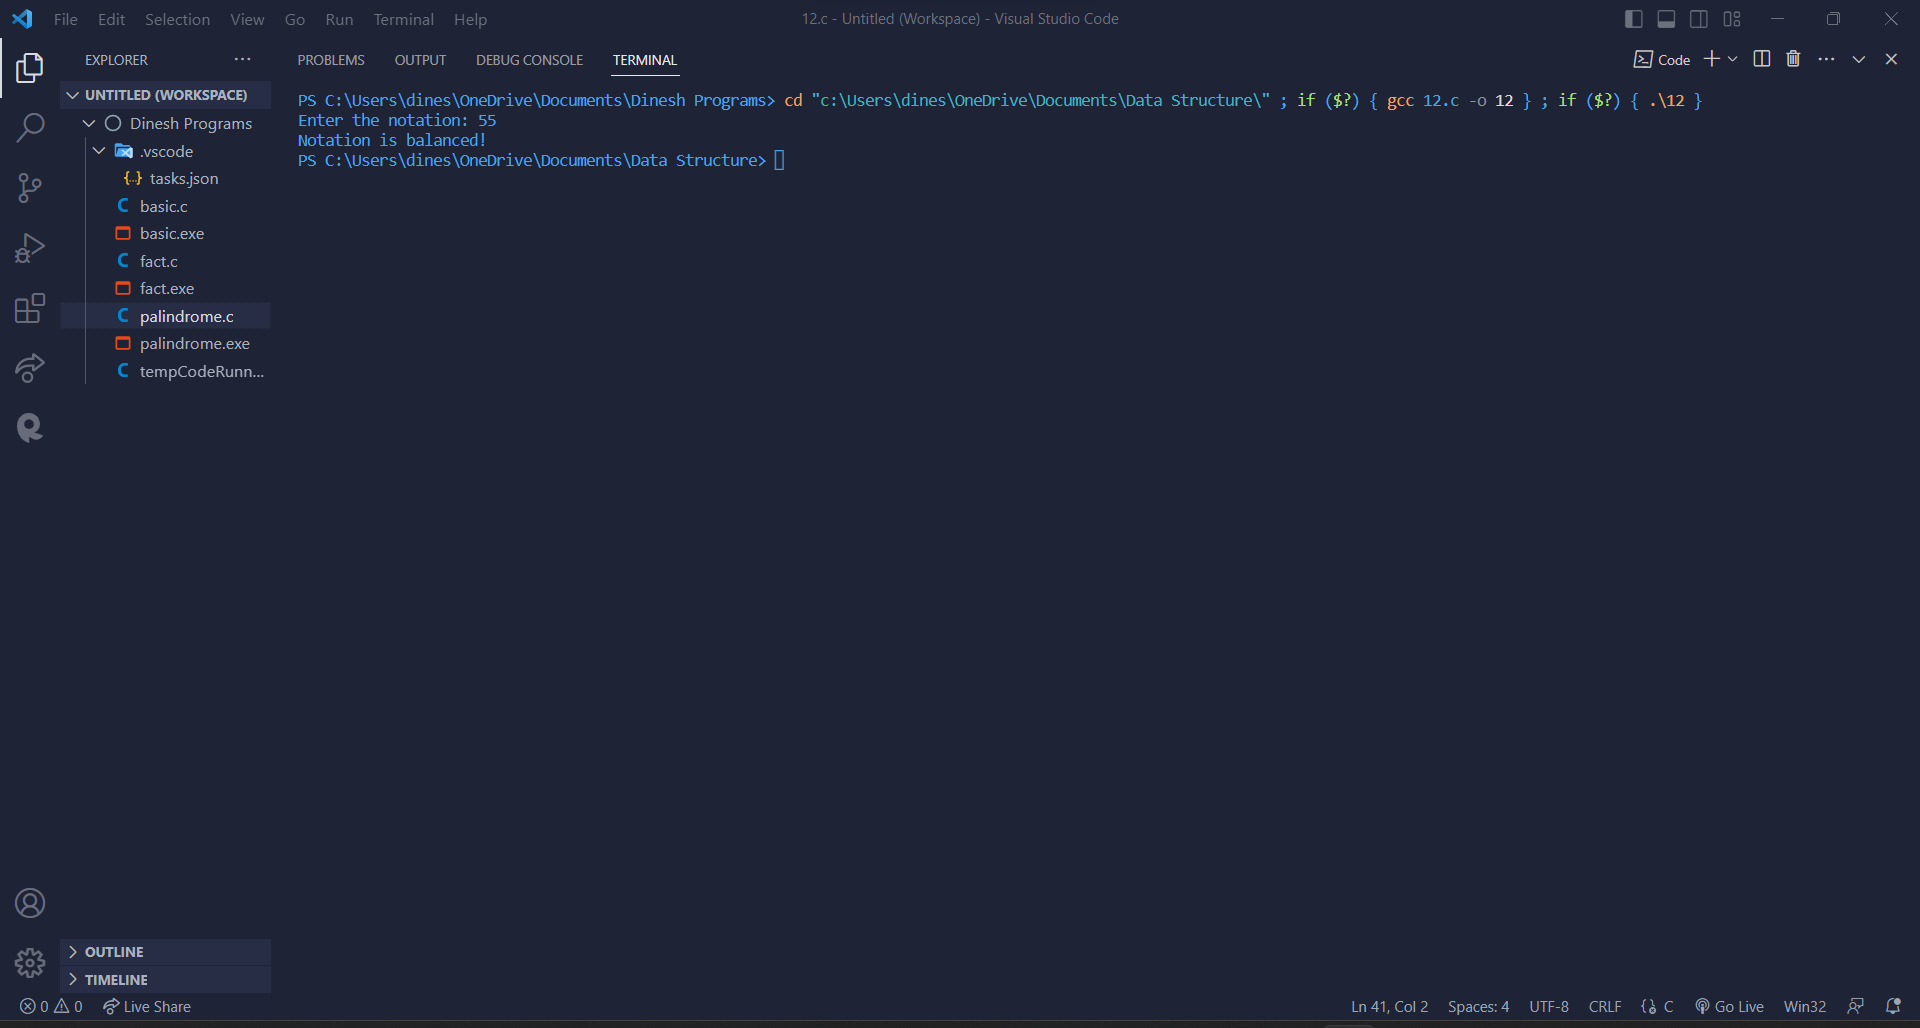 File Edit Selection View Go Run Terminal Help 12.c - Untitled (Workspace) - Visual Studio Code
EXPLORER ··· PROBLEMS OUTPUT DEBUG CONSOLE TERMINAL Code
UNTITLED (WORKSPACE)
PS C:\Users\dines\OneDrive\Documents\Dinesh Programs> cd "c:\Users\dines\OneDrive\Documents\Data Structure\" ; if ($?) { gcc 12.c -o 12 } ; if ($?) { .\12 }
Enter the notation: 55
Notation is balanced!
PS C:\Users\dines\OneDrive\Documents\Data Structure>
Dinesh Programs
.vscode
{..} tasks.json
C basic.c
basic.exe
C fact.c
fact.exe
C palindrome.c
palindrome.exe
C tempCodeRunn...
OUTLINE
TIMELINE
0 0 Live Share Ln 41, Col 2 Spaces: 4 UTF-8 CRLF C Go Live Win32